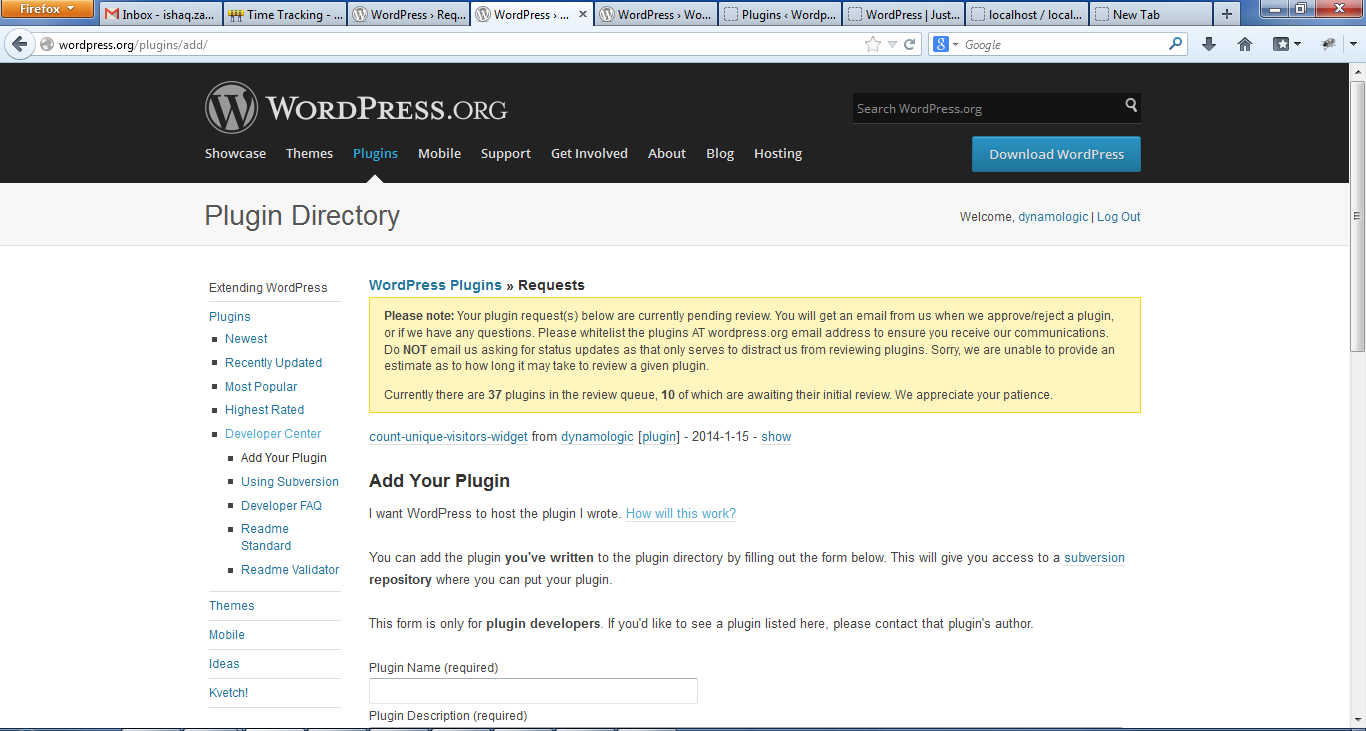 Firefox
Inbox - ishaq.za...
Time Tracking - ...
WordPress › Req...
WordPress › ...
WordPress › Wo...
Plugins ‹ Wordp...
WordPress | Just...
localhost / local...
New Tab
wordpress.org/plugins/add/
Google
WORDPRESS.ORG
Search WordPress.org
Showcase Themes Plugins Mobile Support Get Involved About Blog Hosting
Download WordPress
Plugin Directory
Welcome, dynamologic | Log Out
Extending WordPress
Plugins
Newest
Recently Updated
Most Popular
Highest Rated
Developer Center
Add Your Plugin
Using Subversion
Developer FAQ
Readme
Standard
Readme Validator
Themes
Mobile
Ideas
Kvetch!
WordPress Plugins » Requests
Please note: Your plugin request(s) below are currently pending review. You will get an email from us when we approve/reject a plugin,
or if we have any questions. Please whitelist the plugins AT wordpress.org email address to ensure you receive our communications.
Do NOT email us asking for status updates as that only serves to distract us from reviewing plugins. Sorry, we are unable to provide an
estimate as to how long it may take to review a given plugin.
Currently there are 37 plugins in the review queue, 10 of which are awaiting their initial review. We appreciate your patience.
count-unique-visitors-widget from dynamologic [plugin] - 2014-1-15 - show
Add Your Plugin
I want WordPress to host the plugin I wrote. How will this work?
You can add the plugin you've written to the plugin directory by filling out the form below. This will give you access to a subversion
repository where you can put your plugin.
This form is only for plugin developers. If you'd like to see a plugin listed here, please contact that plugin's author.
Plugin Name (required)
Plugin Description (required)